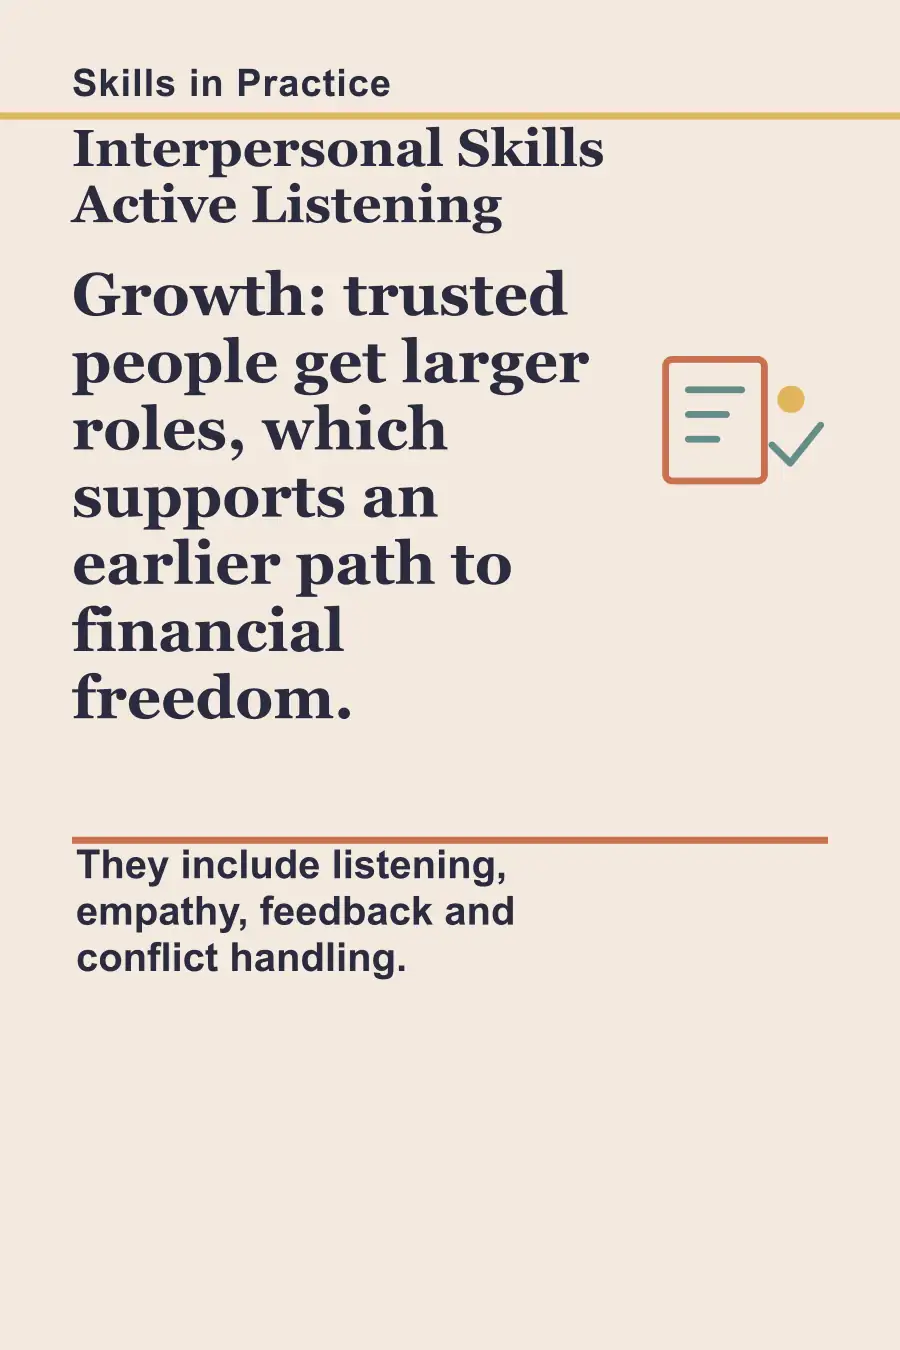 Skills in Practice
Interpersonal Skills
Active Listening
Growth: trusted
people get larger
roles, which
supports an
earlier path to
financial
freedom.
They include listening,
empathy, feedback and
conflict handling.